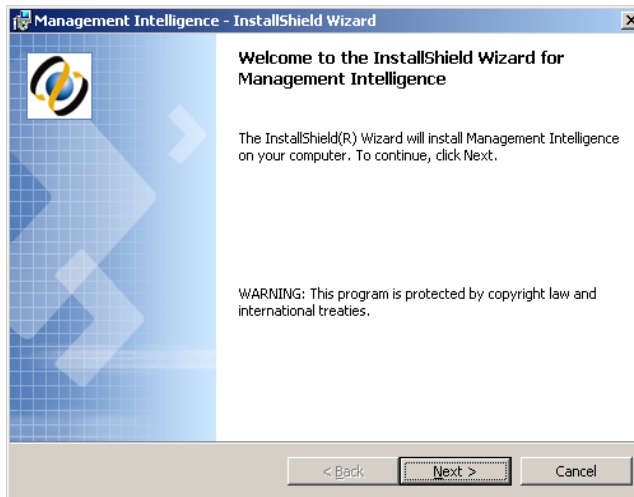 Management Intelligence - InstallShield Wizard
Welcome to the InstallShield Wizard for
Management Intelligence
The InstallShield(R) Wizard will install Management Intelligence
on your computer. To continue, click Next.
WARNING: This program is protected by copyright law and
international treaties.
< Back
Next >
Cancel